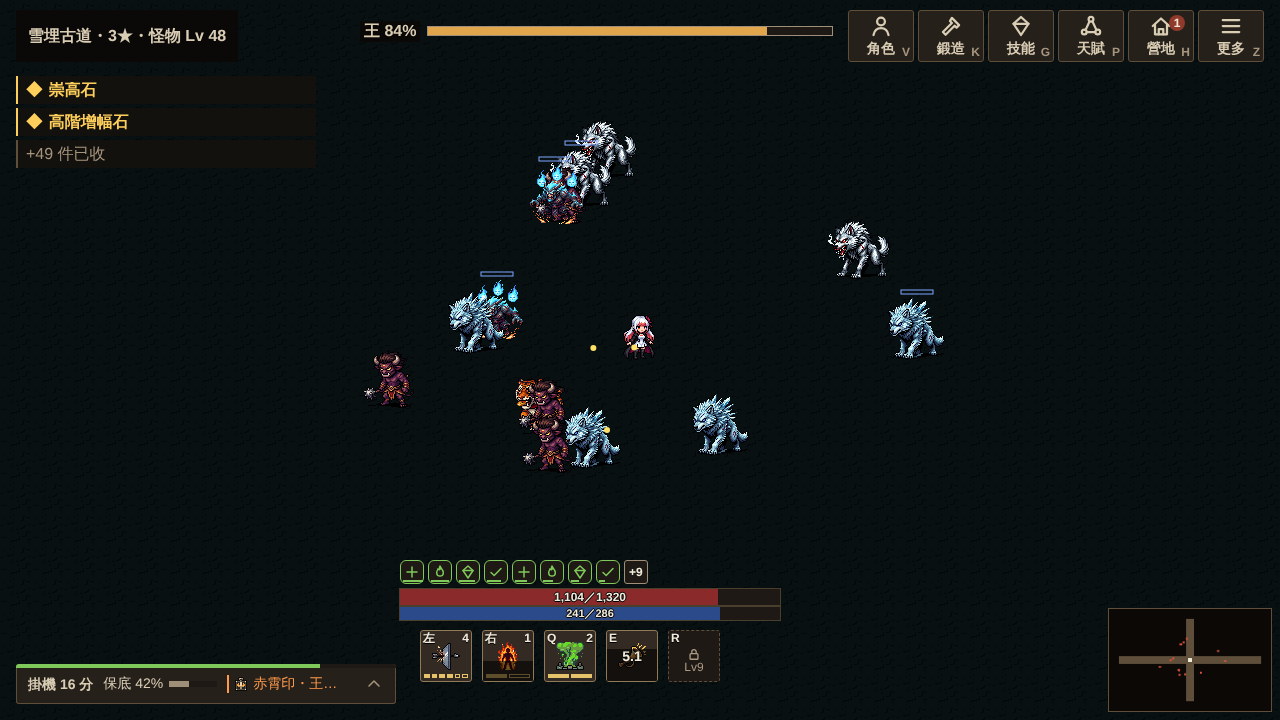 雪埋古道・3★・怪物 Lv 48
王 84%
角色 V
鍛造 K
技能 G
天賦 P
營地 H 1
更多 Z
崇高石
高階增幅石
+49 件已收
+9
1,104／1,320
241／286
左 4
右 1
Q 2
E 5.1
R Lv9
掛機 16 分 保底 42% 赤霄印・王…